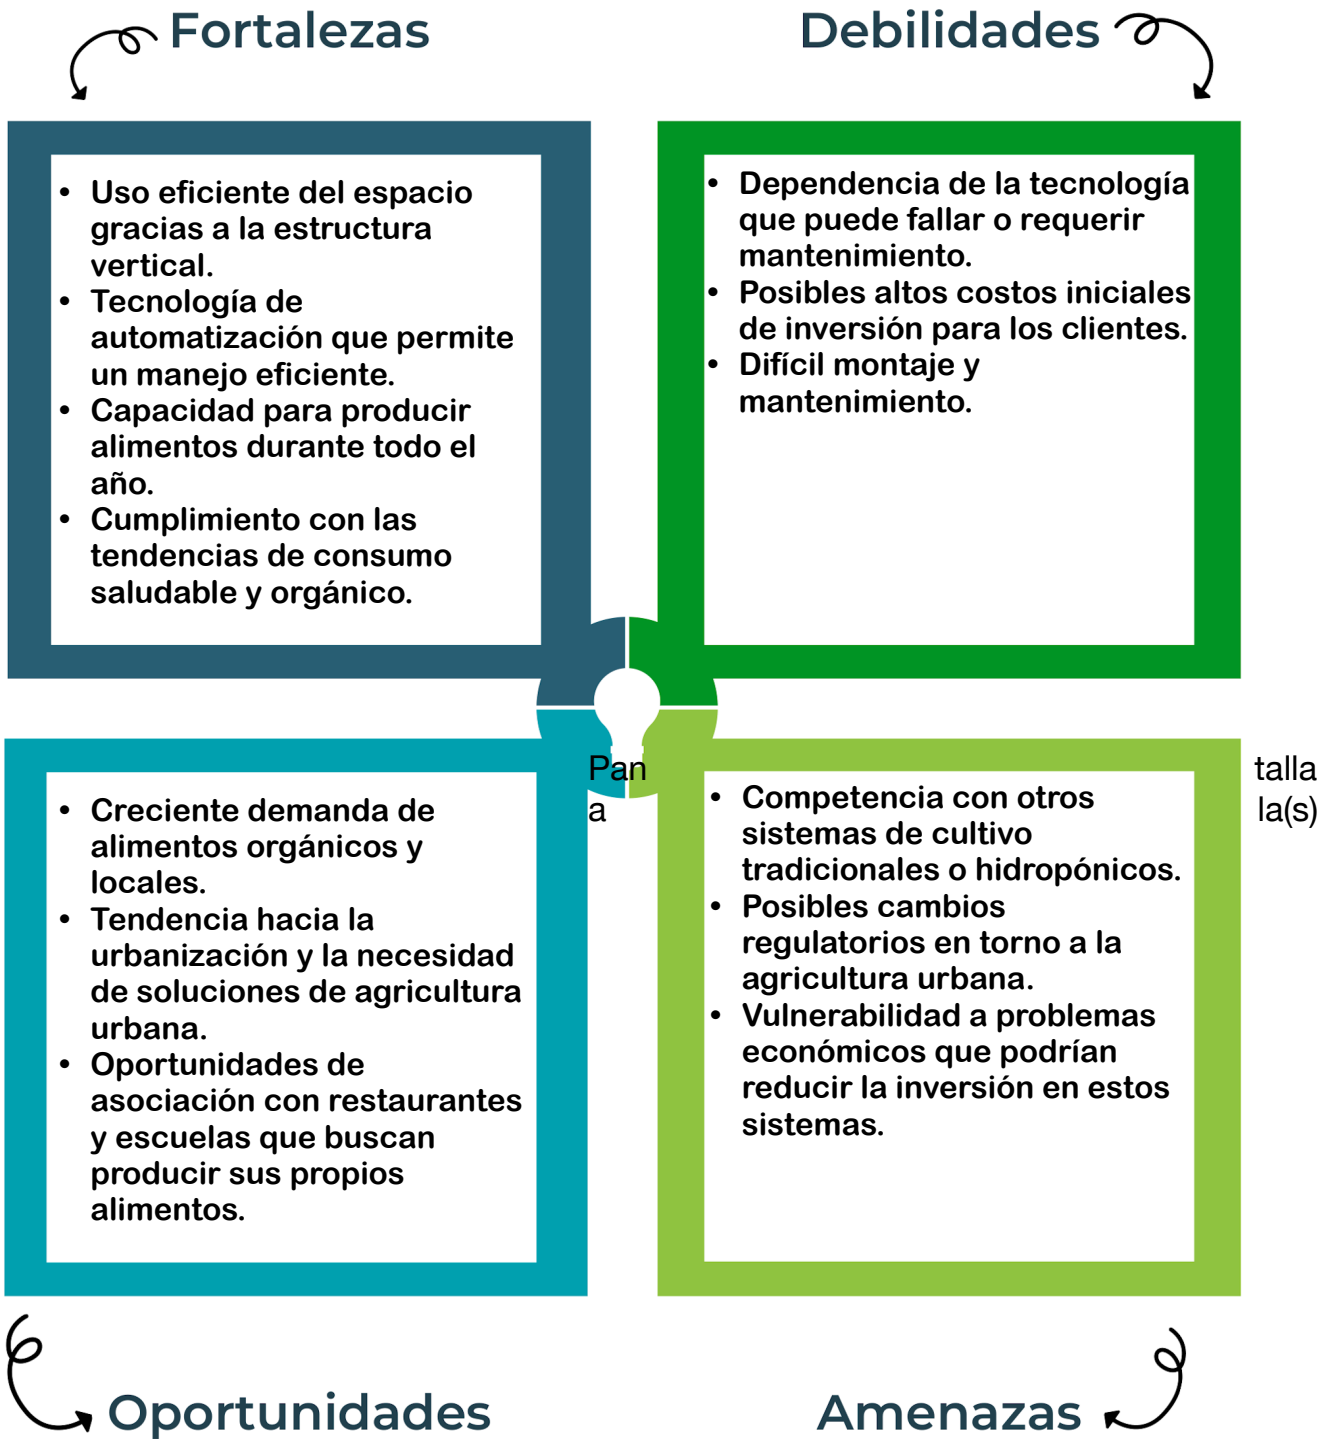 Fortalezas
Uso eficiente del espacio
gracias a la estructura
vertical.
Tecnología de
automatización que permite
un manejo eficiente.
Capacidad para producir
alimentos durante todo el
año.
Cumplimiento con las
tendencias de consumo
saludable y orgánico.
Debilidades
Dependencia de la tecnología
que puede fallar o requerir
mantenimiento.
Posibles altos costos iniciales
de inversión para los clientes.
Difícil montaje y
mantenimiento.
Pan talla
a la(s)
Creciente demanda de
alimentos orgánicos y
locales.
Tendencia hacia la
urbanización y la necesidad
de soluciones de agricultura
urbana.
Oportunidades de
asociación con restaurantes
y escuelas que buscan
producir sus propios
alimentos.
Oportunidades
Competencia con otros
sistemas de cultivo
tradicionales o hidropónicos.
Posibles cambios
regulatorios en torno a la
agricultura urbana.
Vulnerabilidad a problemas
económicos que podrían
reducir la inversión en estos
sistemas.
Amenazas